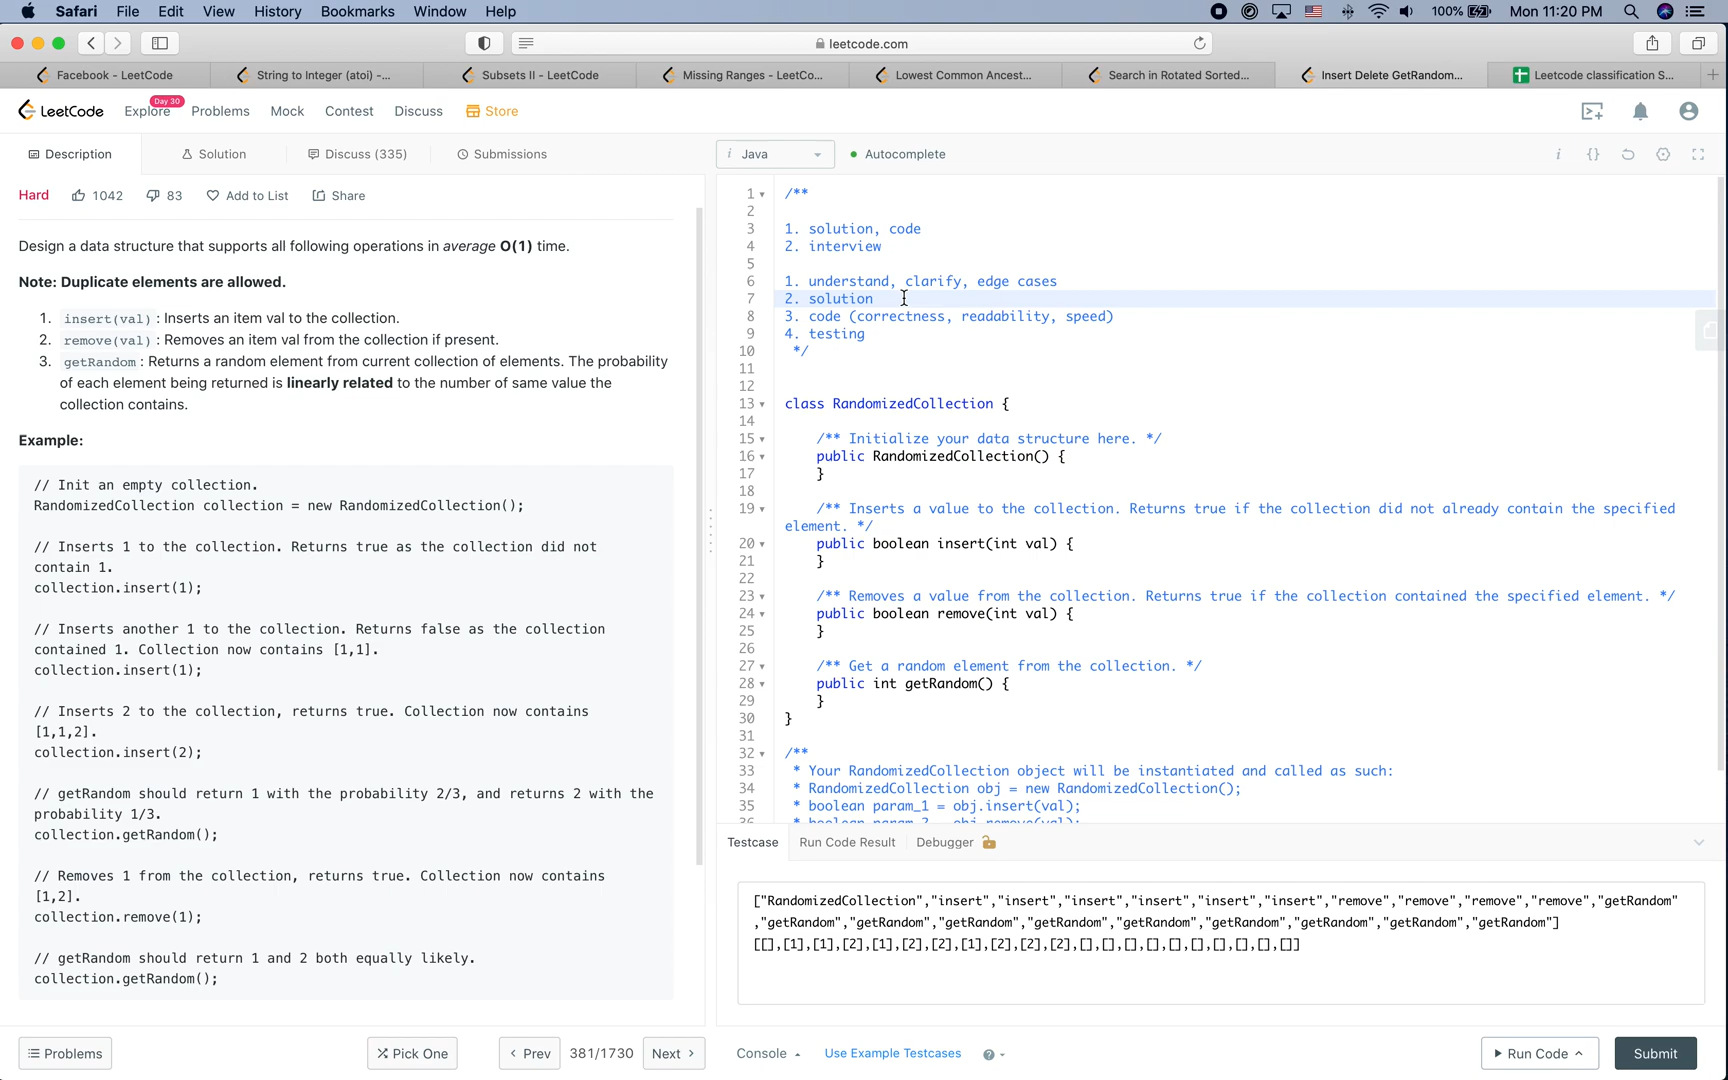 Safari File Edit View History Bookmarks Window Help 100% Mon 11:20 PM
leetcode.com
Facebook - LeetCode String to Integer (atoi) -... Subsets II - LeetCode Missing Ranges - LeetCo... Lowest Common Ancest... Search in Rotated Sorted... Insert Delete GetRandom... Leetcode classification S...
LeetCode Explore Day 30 Problems Mock Contest Discuss Store
Description Solution Discuss (335) Submissions
Hard 1042 83 Add to List Share
Design a data structure that supports all following operations in average O(1) time.
Note: Duplicate elements are allowed.
1. insert(val) : Inserts an item val to the collection.
2. remove(val) : Removes an item val from the collection if present.
3. getRandom : Returns a random element from current collection of elements. The probability
of each element being returned is linearly related to the number of same value the
collection contains.
Example:
// Init an empty collection.
RandomizedCollection collection = new RandomizedCollection();
// Inserts 1 to the collection. Returns true as the collection did not
contain 1.
collection.insert(1);
// Inserts another 1 to the collection. Returns false as the collection
contained 1. Collection now contains [1,1].
collection.insert(1);
// Inserts 2 to the collection, returns true. Collection now contains
[1,1,2].
collection.insert(2);
// getRandom should return 1 with the probability 2/3, and returns 2 with the
probability 1/3.
collection.getRandom();
// Removes 1 from the collection, returns true. Collection now contains
[1,2].
collection.remove(1);
// getRandom should return 1 and 2 both equally likely.
collection.getRandom();
Problems Pick One < Prev 381/1730 Next >
i Java Autocomplete i {}
1 /**
2
3 1. solution, code
4 2. interview
5
6 1. understand, clarify, edge cases
7 2. solution
8 3. code (correctness, readability, speed)
9 4. testing
10 */
11
12
13 class RandomizedCollection {
14
15 /** Initialize your data structure here. */
16 public RandomizedCollection() {
17 }
18
19 /** Inserts a value to the collection. Returns true if the collection did not already contain the specified
element. */
20 public boolean insert(int val) {
21 }
22
23 /** Removes a value from the collection. Returns true if the collection contained the specified element. */
24 public boolean remove(int val) {
25 }
26
27 /** Get a random element from the collection. */
28 public int getRandom() {
29 }
30 }
31
32 /**
33 * Your RandomizedCollection object will be instantiated and called as such:
34 * RandomizedCollection obj = new RandomizedCollection();
35 * boolean param_1 = obj.insert(val);
36 * boolean param_2 = obj.remove(val);
Testcase Run Code Result Debugger
["RandomizedCollection","insert","insert","insert","insert","insert","insert","remove","remove","remove","remove","getRandom"
,"getRandom","getRandom","getRandom","getRandom","getRandom","getRandom","getRandom","getRandom","getRandom"]
[[],[1],[1],[2],[1],[2],[2],[1],[2],[2],[2],[],[],[],[],[],[],[],[],[],[]]
Console Use Example Testcases ? Run Code Submit